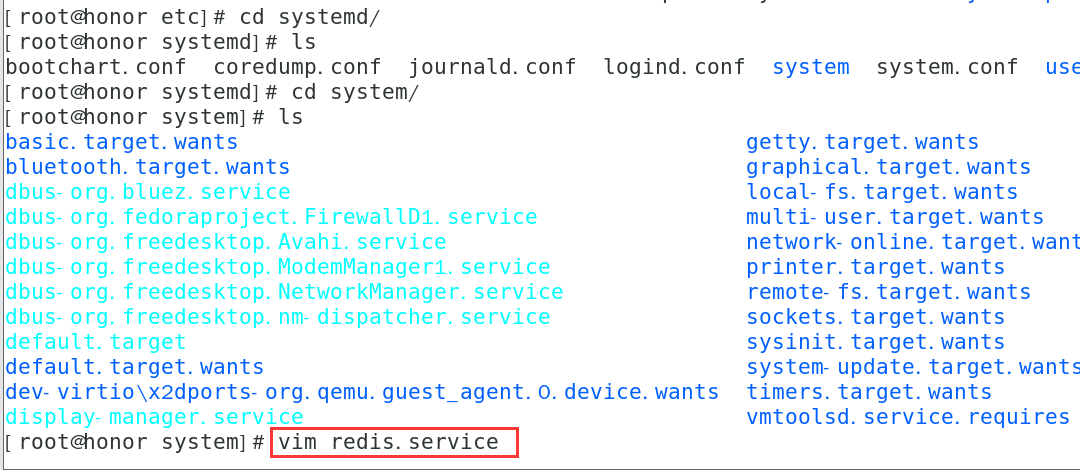 [root@honor etc]# cd systemd/
[root@honor systemd]# ls
bootchart.conf  coredump.conf  journald.conf  logind.conf  system  system.conf  use
[root@honor systemd]# cd system/
[root@honor system]# ls
basic.target.wants                                       getty.target.wants
bluetooth.target.wants                                   graphical.target.wants
dbus-org.bluez.service                                   local-fs.target.wants
dbus-org.fedoraproject.FirewallD1.service                multi-user.target.wants
dbus-org.freedesktop.Avahi.service                       network-online.target.want
dbus-org.freedesktop.ModemManager1.service               printer.target.wants
dbus-org.freedesktop.NetworkManager.service              remote-fs.target.wants
dbus-org.freedesktop.nm-dispatcher.service               sockets.target.wants
default.target                                           sysinit.target.wants
default.target.wants                                     system-update.target.wants
dev-virtio\x2dports-org.qemu.guest_agent.0.device.wants  timers.target.wants
display-manager.service                                  vmtoolsd.service.requires
[root@honor system]# vim redis.service